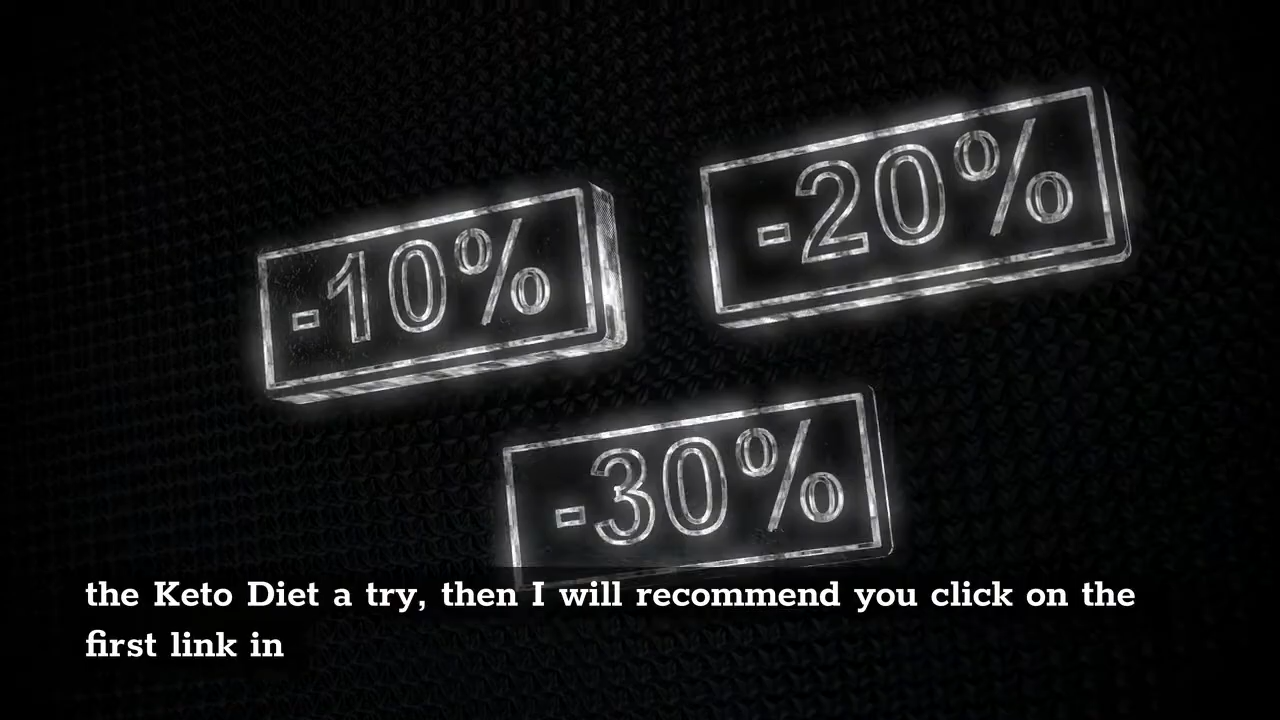 -10%
-20%
-30%
the Keto Diet a try, then I will recommend you click on the
first link in